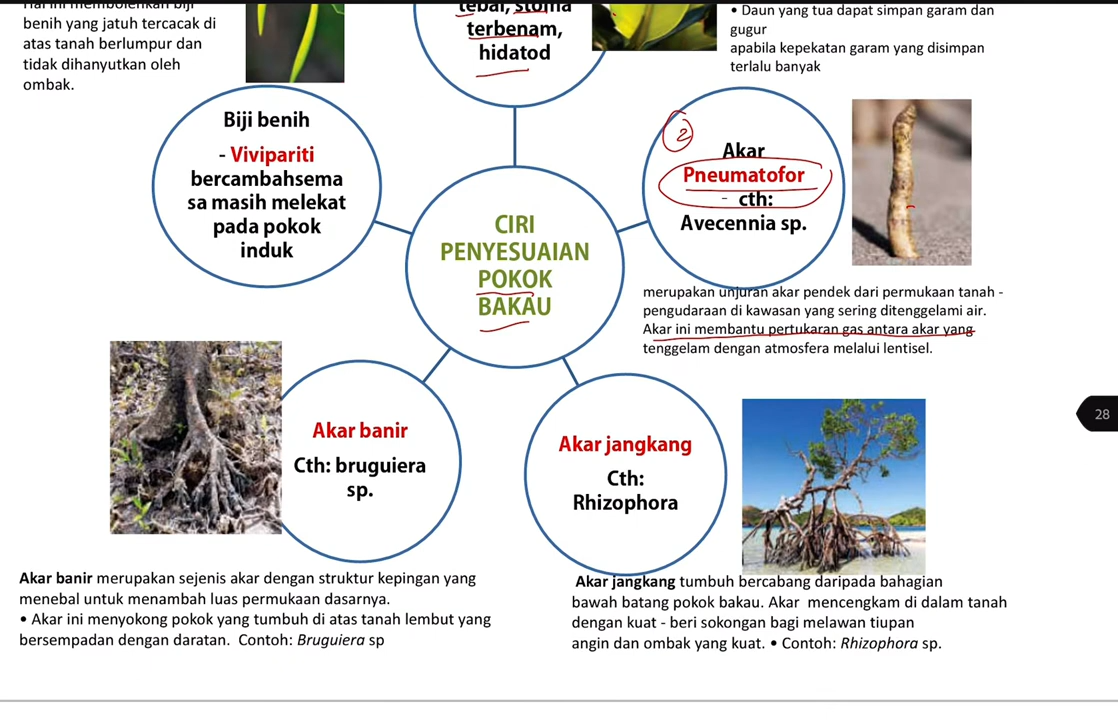 benih yang jatuh tercacak di
atas tanah berlumpur dan
tidak dihanyutkan oleh
ombak.
tebal, stoma
terbenam,
hidatod
• Daun yang tua dapat simpan garam dan
gugur
apabila kepekatan garam yang disimpan
terlalu banyak
Biji benih
- Vivipariti
bercambahsema
sa masih melekat
pada pokok
induk
2
Akar
Pneumatofor
- cth:
Avecennia sp.
CIRI
PENYESUAIAN
POKOK
BAKAU
merupakan unjuran akar pendek dari permukaan tanah -
pengudaraan di kawasan yang sering ditenggelami air.
Akar ini membantu pertukaran gas antara akar yang
tenggelam dengan atmosfera melalui lentisel.
28
Akar banir
Cth: bruguiera
sp.
Akar jangkang
Cth:
Rhizophora
Akar banir merupakan sejenis akar dengan struktur kepingan yang
menebal untuk menambah luas permukaan dasarnya.
• Akar ini menyokong pokok yang tumbuh di atas tanah lembut yang
bersempadan dengan daratan. Contoh: Bruguiera sp
Akar jangkang tumbuh bercabang daripada bahagian
bawah batang pokok bakau. Akar mencengkam di dalam tanah
dengan kuat - beri sokongan bagi melawan tiupan
angin dan ombak yang kuat. • Contoh: Rhizophora sp.